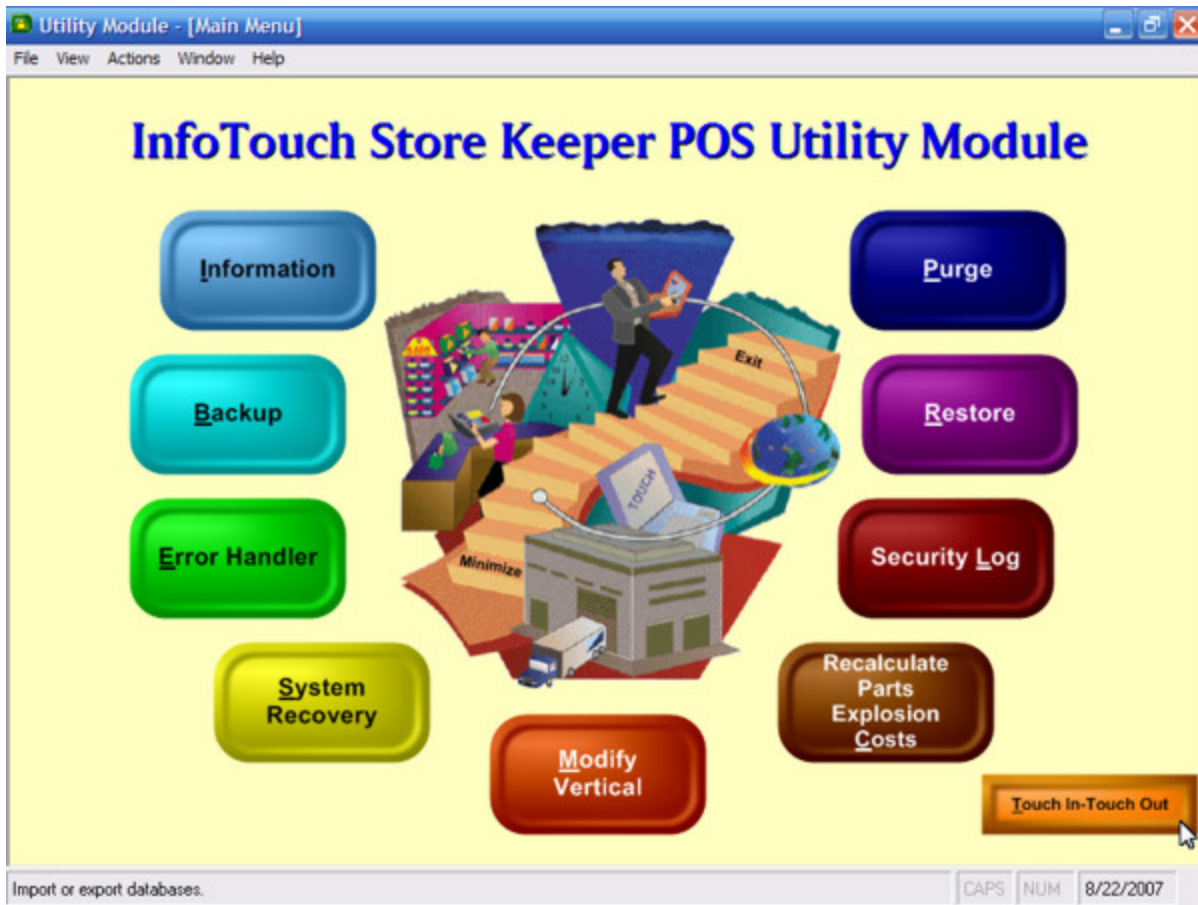 Utility Module - [Main Menu]
File View Actions Window Help
InfoTouch Store Keeper POS Utility Module
Information
Purge
Exit
Backup
Restore
TOUCH
Error Handler
Security Log
Minimize
System
Recovery
Recalculate
Parts
Explosion
Costs
Modify
Vertical
Touch In-Touch Out
Import or export databases.
CAPS NUM 8/22/2007